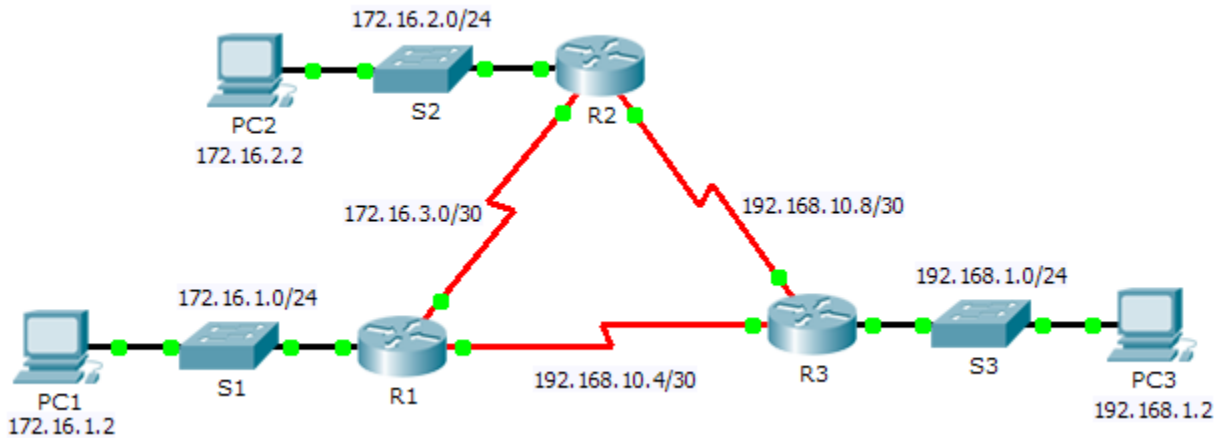 172.16.2.0/24
S2
R2
PC2
172.16.2.2
172.16.3.0/30
192.168.10.8/30
172.16.1.0/24
192.168.1.0/24
S1
R1
192.168.10.4/30
R3
S3
PC1
172.16.1.2
PC3
192.168.1.2